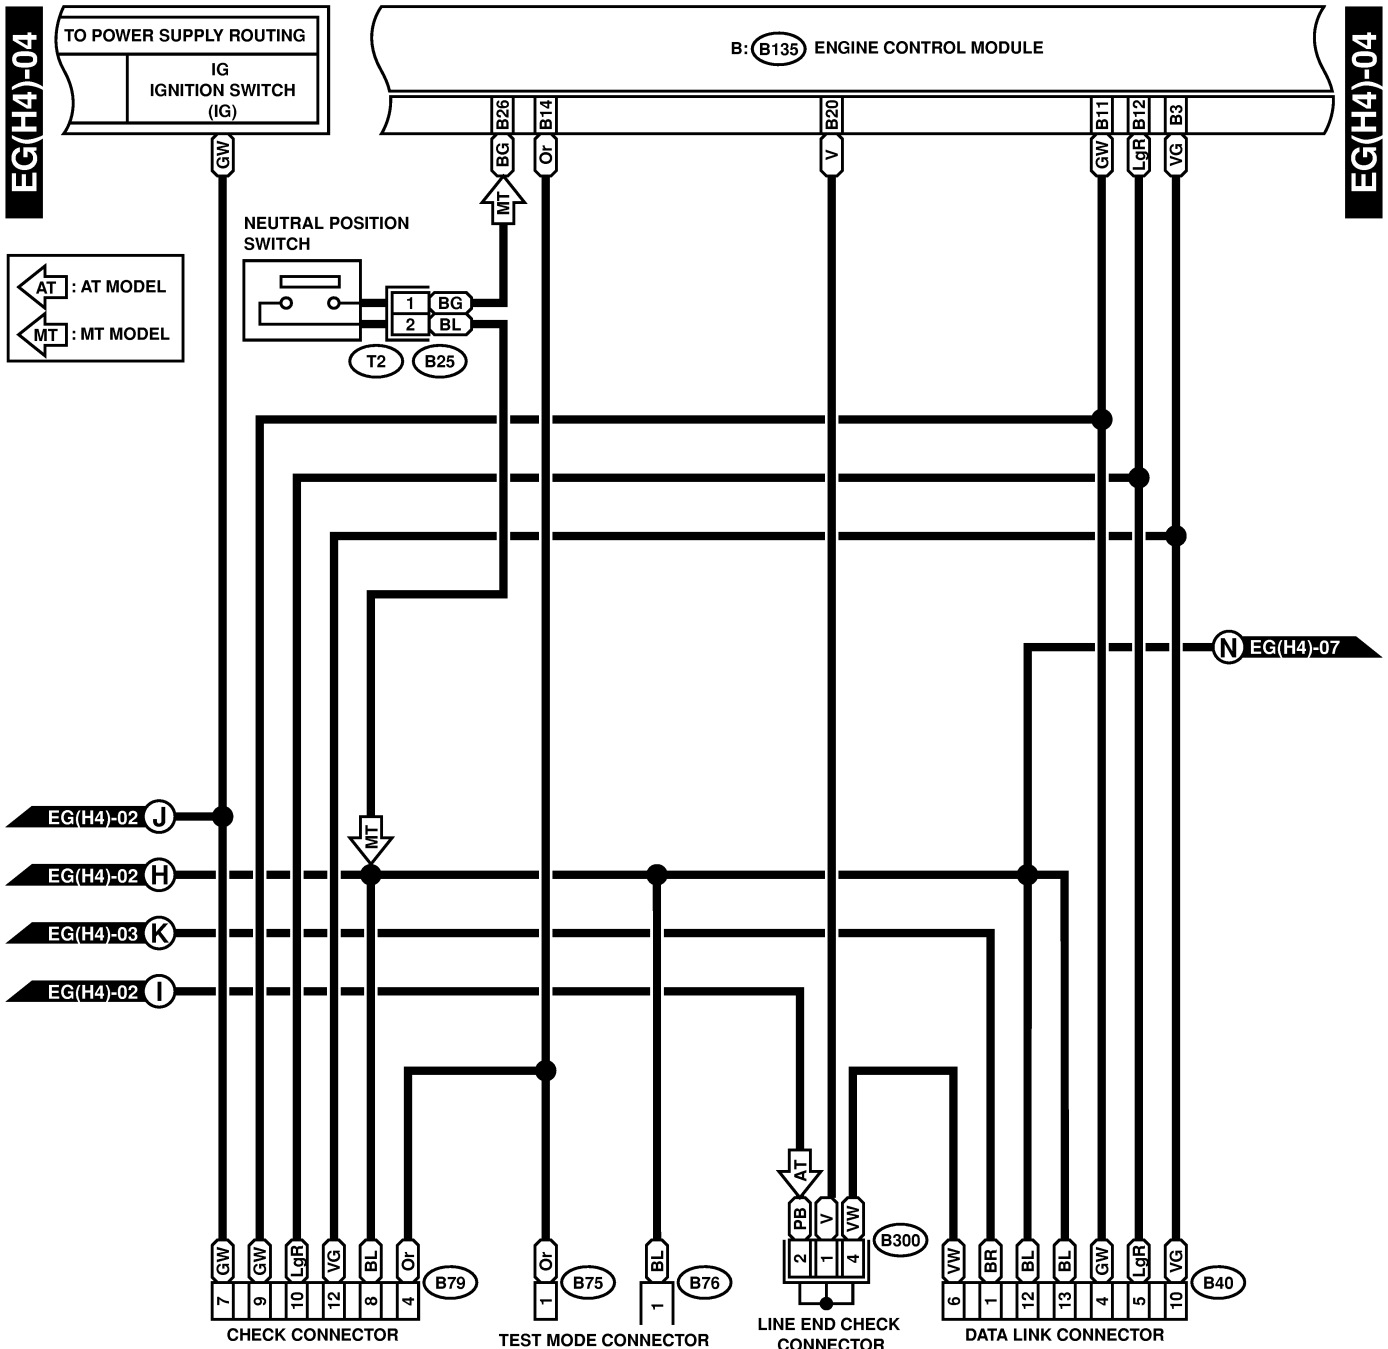 EG(H4)-04
TO POWER SUPPLY ROUTING
IG
IGNITION SWITCH
(IG)
GW
B: B135 ENGINE CONTROL MODULE
B26 B14 B20 B11 B12 B3
BG Or V GW LgR VG
EG(H4)-04
MT
NEUTRAL POSITION
SWITCH
1 BG
2 BL
T2 B25
AT : AT MODEL
MT : MT MODEL
N EG(H4)-07
EG(H4)-02 J
MT
EG(H4)-02 H
EG(H4)-03 K
EG(H4)-02 I
AT
PB V VW
2 1 4 B300
GW GW LgR VG BL Or
7 9 10 12 8 4 B79
CHECK CONNECTOR
Or BL
1 B75 1 B76
TEST MODE CONNECTOR
LINE END CHECK
CONNECTOR
VW BR BL BL GW LgR VG
6 1 12 13 4 5 10 B40
DATA LINK CONNECTOR